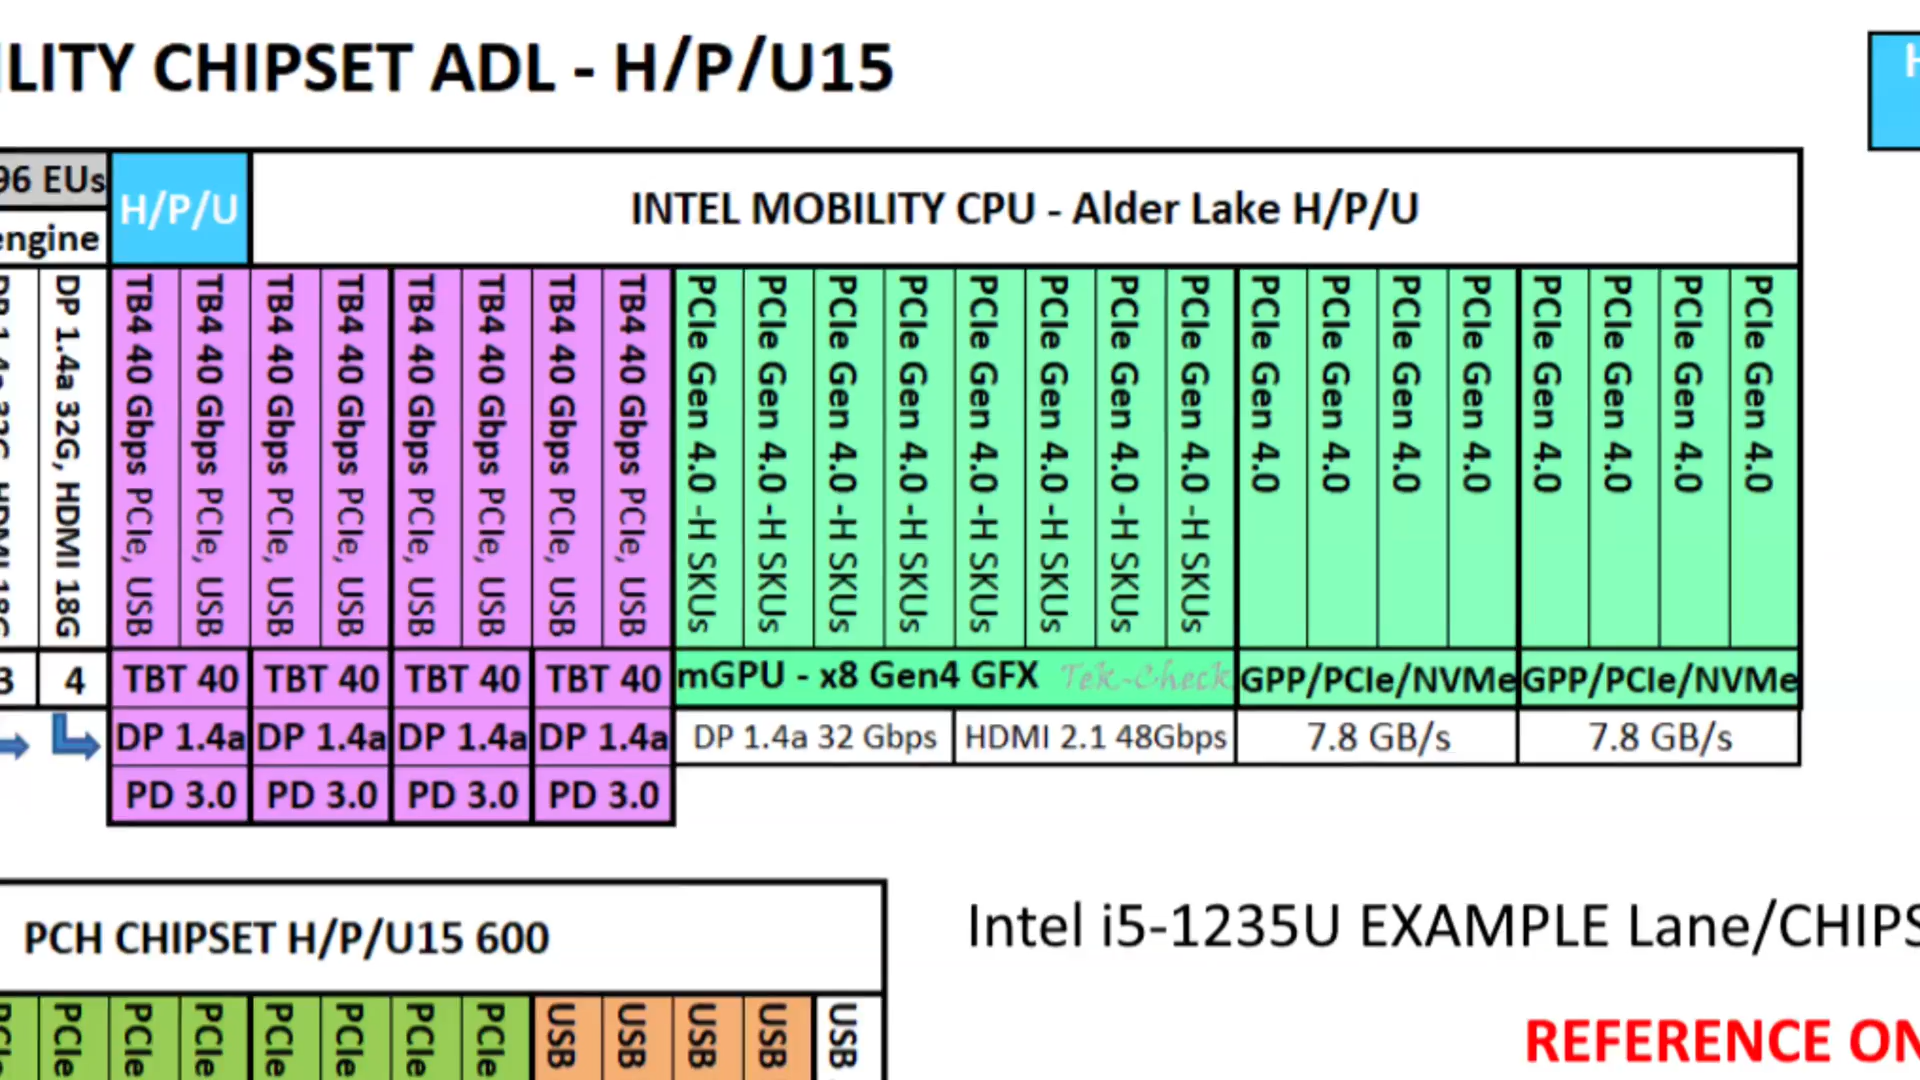 ILITY CHIPSET ADL - H/P/U15
H
96 EUs
H/P/U
INTEL MOBILITY CPU - Alder Lake H/P/U
engine
DP 1.4a 32G, HDMI 18G
DP 1.4a 32G, HDMI 18G
TB4 40 Gbps PCIe, USB
TB4 40 Gbps PCIe, USB
TB4 40 Gbps PCIe, USB
TB4 40 Gbps PCIe, USB
TB4 40 Gbps PCIe, USB
TB4 40 Gbps PCIe, USB
TB4 40 Gbps PCIe, USB
TB4 40 Gbps PCIe, USB
PCIe Gen 4.0 -H SKUs
PCIe Gen 4.0 -H SKUs
PCIe Gen 4.0 -H SKUs
PCIe Gen 4.0 -H SKUs
PCIe Gen 4.0 -H SKUs
PCIe Gen 4.0 -H SKUs
PCIe Gen 4.0 -H SKUs
PCIe Gen 4.0 -H SKUs
PCIe Gen 4.0
PCIe Gen 4.0
PCIe Gen 4.0
PCIe Gen 4.0
PCIe Gen 4.0
PCIe Gen 4.0
PCIe Gen 4.0
PCIe Gen 4.0
3 4 TBT 40 TBT 40 TBT 40 TBT 40 mGPU - x8 Gen4 GFX Tek-Check GPP/PCIe/NVMe GPP/PCIe/NVMe
DP 1.4a DP 1.4a DP 1.4a DP 1.4a DP 1.4a 32 Gbps HDMI 2.1 48Gbps 7.8 GB/s 7.8 GB/s
PD 3.0 PD 3.0 PD 3.0 PD 3.0
PCH CHIPSET H/P/U15 600
Intel i5-1235U EXAMPLE Lane/CHIPS
PCIe
PCIe
PCIe
PCIe
PCIe
PCIe
PCIe
PCIe
USB
USB
USB
USB
USB
REFERENCE ON